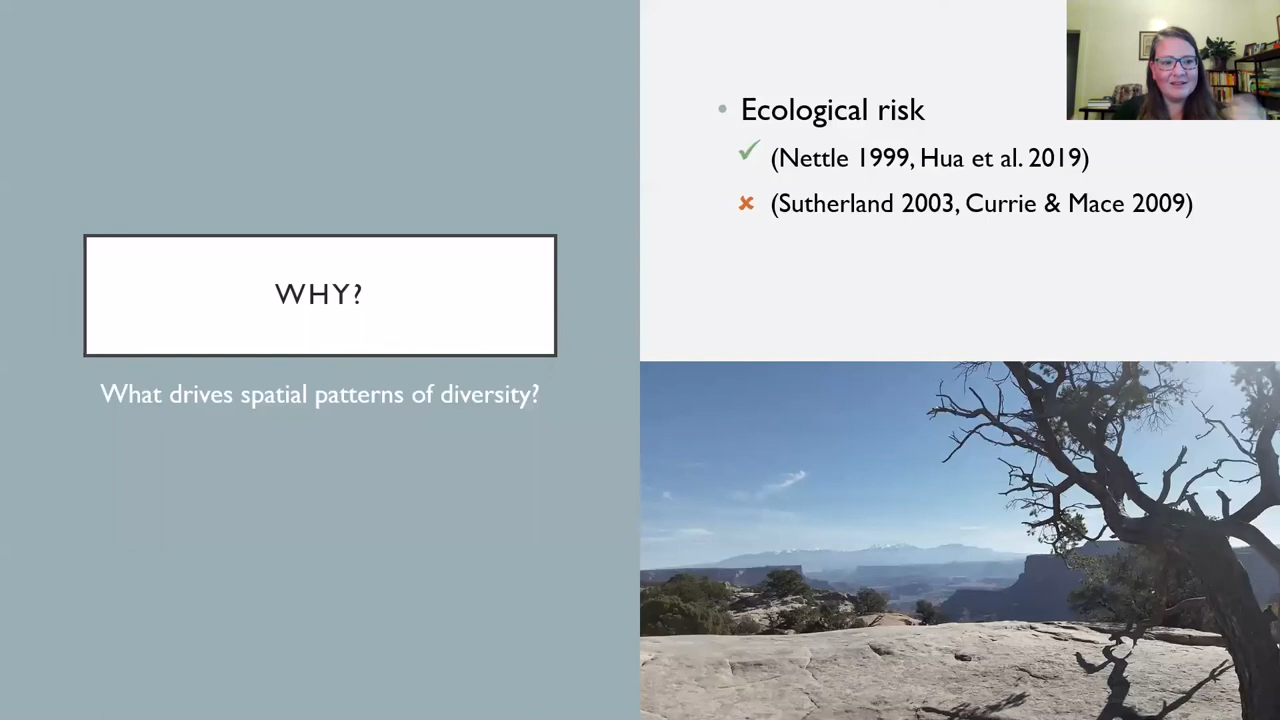 WHY?
What drives spatial patterns of diversity?
Ecological risk
(Nettle 1999, Hua et al. 2019)
(Sutherland 2003, Currie & Mace 2009)